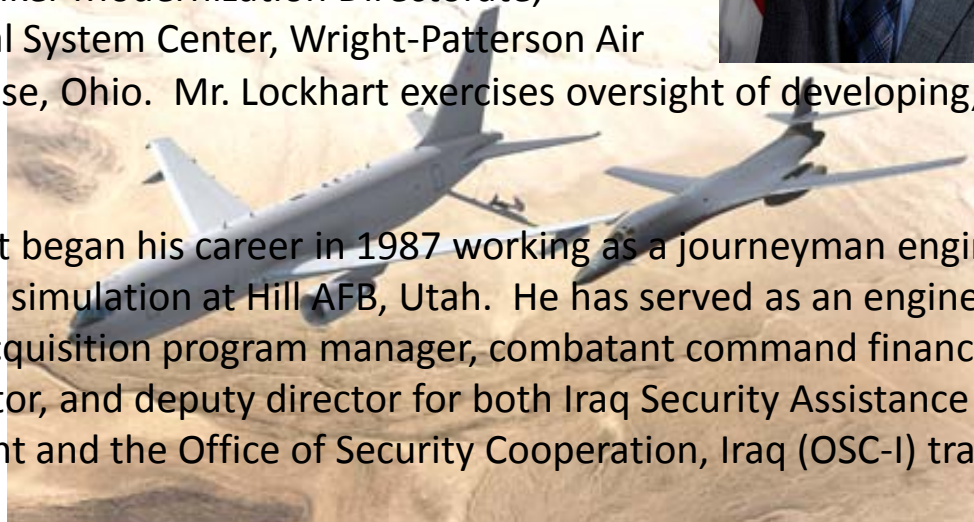 Modernization Directorate,
l System Center, Wright-Patterson Air
se, Ohio.  Mr. Lockhart exercises oversight of developing,
t began his career in 1987 working as a journeyman engi
simulation at Hill AFB, Utah.  He has served as an engine
cquisition program manager, combatant command financ
tor, and deputy director for both Iraq Security Assistance
nt and the Office of Security Cooperation, Iraq (OSC-I) tra